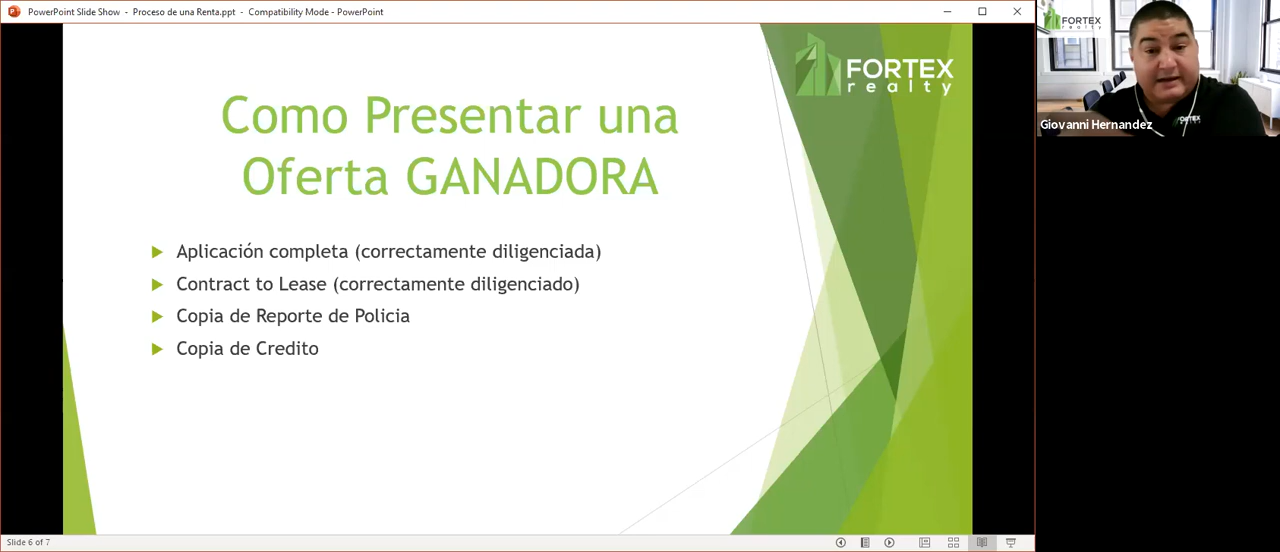 PowerPoint Slide Show - Proceso de una Renta.ppt - Compatibility Mode - PowerPoint
FORTEX
realty
Como Presentar una
Oferta GANADORA
Aplicación completa (correctamente diligenciada)
Contract to Lease (correctamente diligenciado)
Copia de Reporte de Policia
Copia de Credito
Slide 6 of 7
FORTEX
realty
FORTEX
Giovanni Hernandez